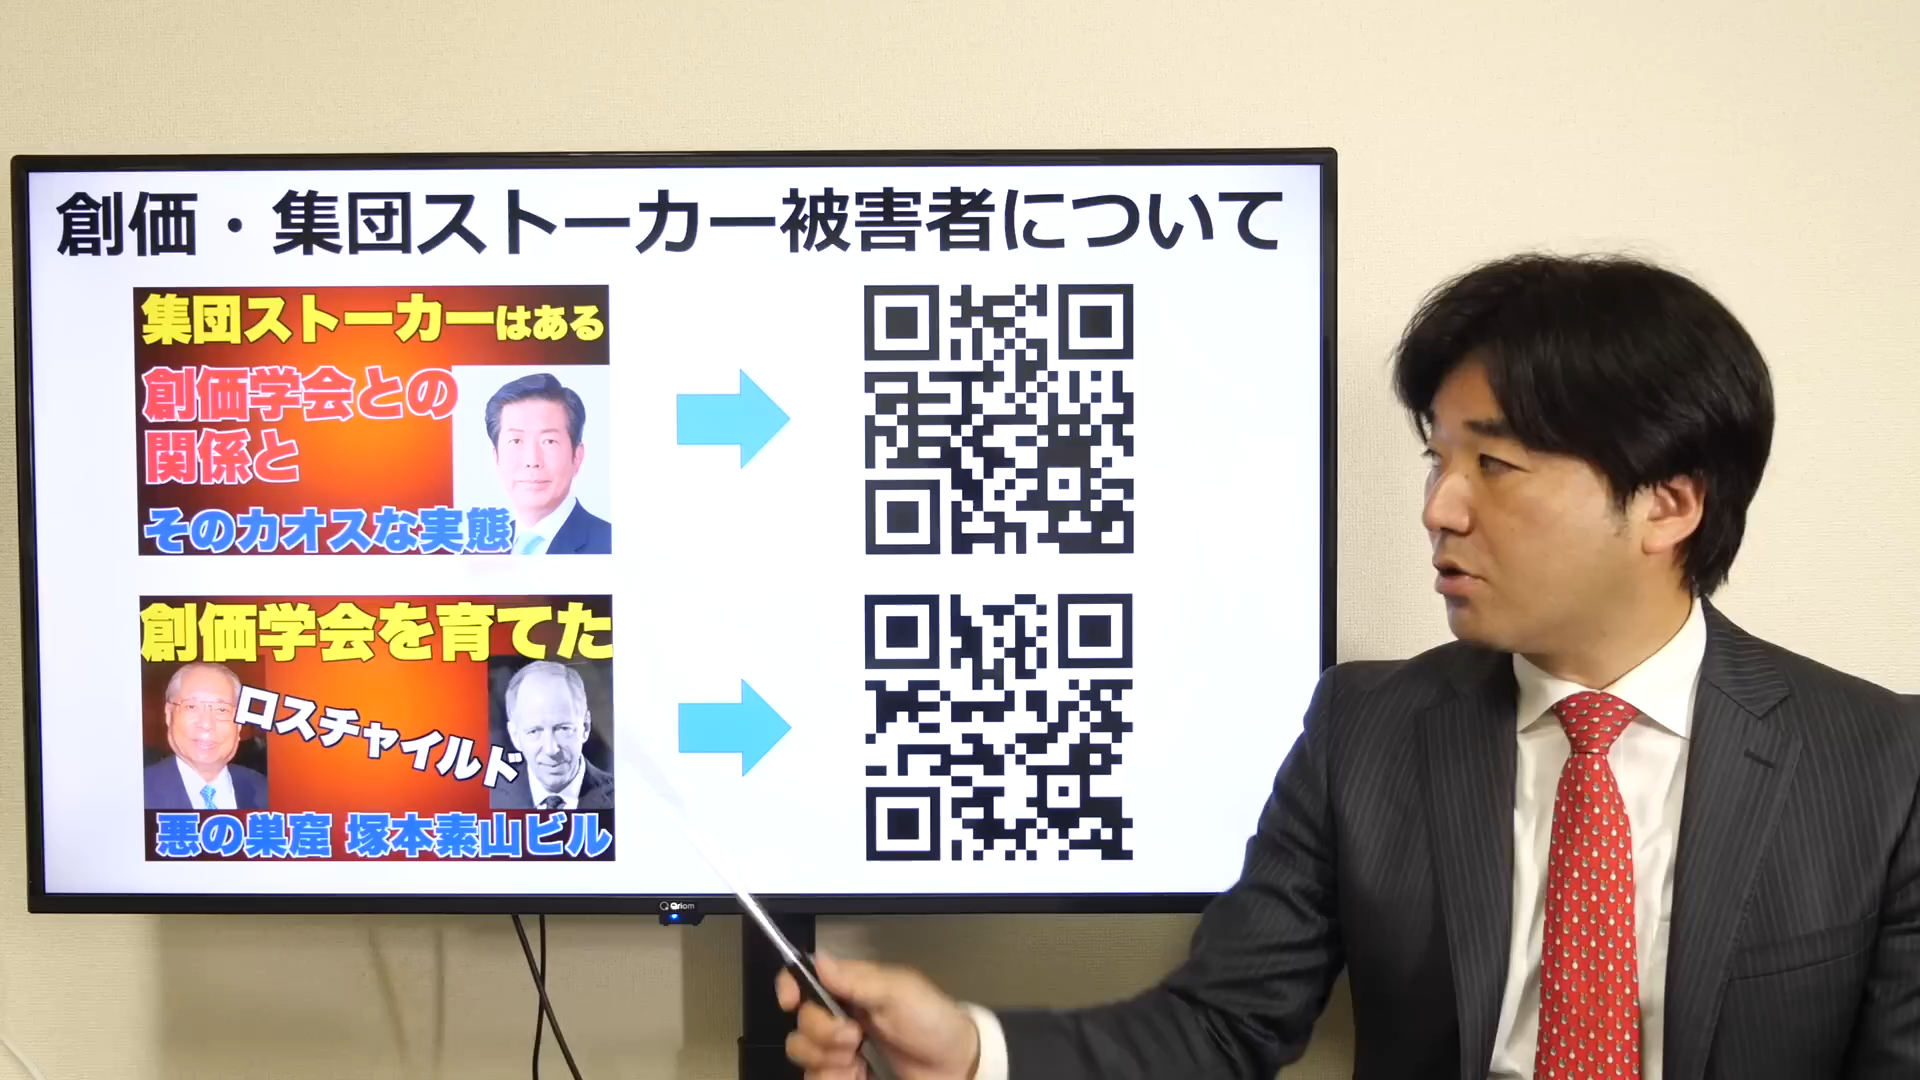 創価・集団ストーカー被害者について
集団ストーカーはある
創価学会との
関係と
そのカオスな実態
創価学会を育てた
ロスチャイルド
悪の巣窟 塚本素山ビル
Qriom